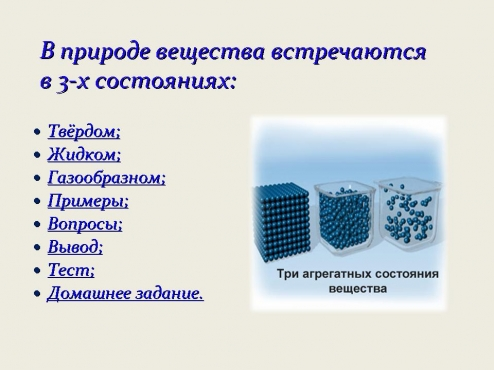 В природе вещества встречаются
в 3-х состояниях:
• Твёрдом;
• Жидком;
• Газообразном;
• Примеры;
• Вопросы;
• Вывод;
• Тест;
• Домашнее задание.
Три агрегатных состояния
вещества